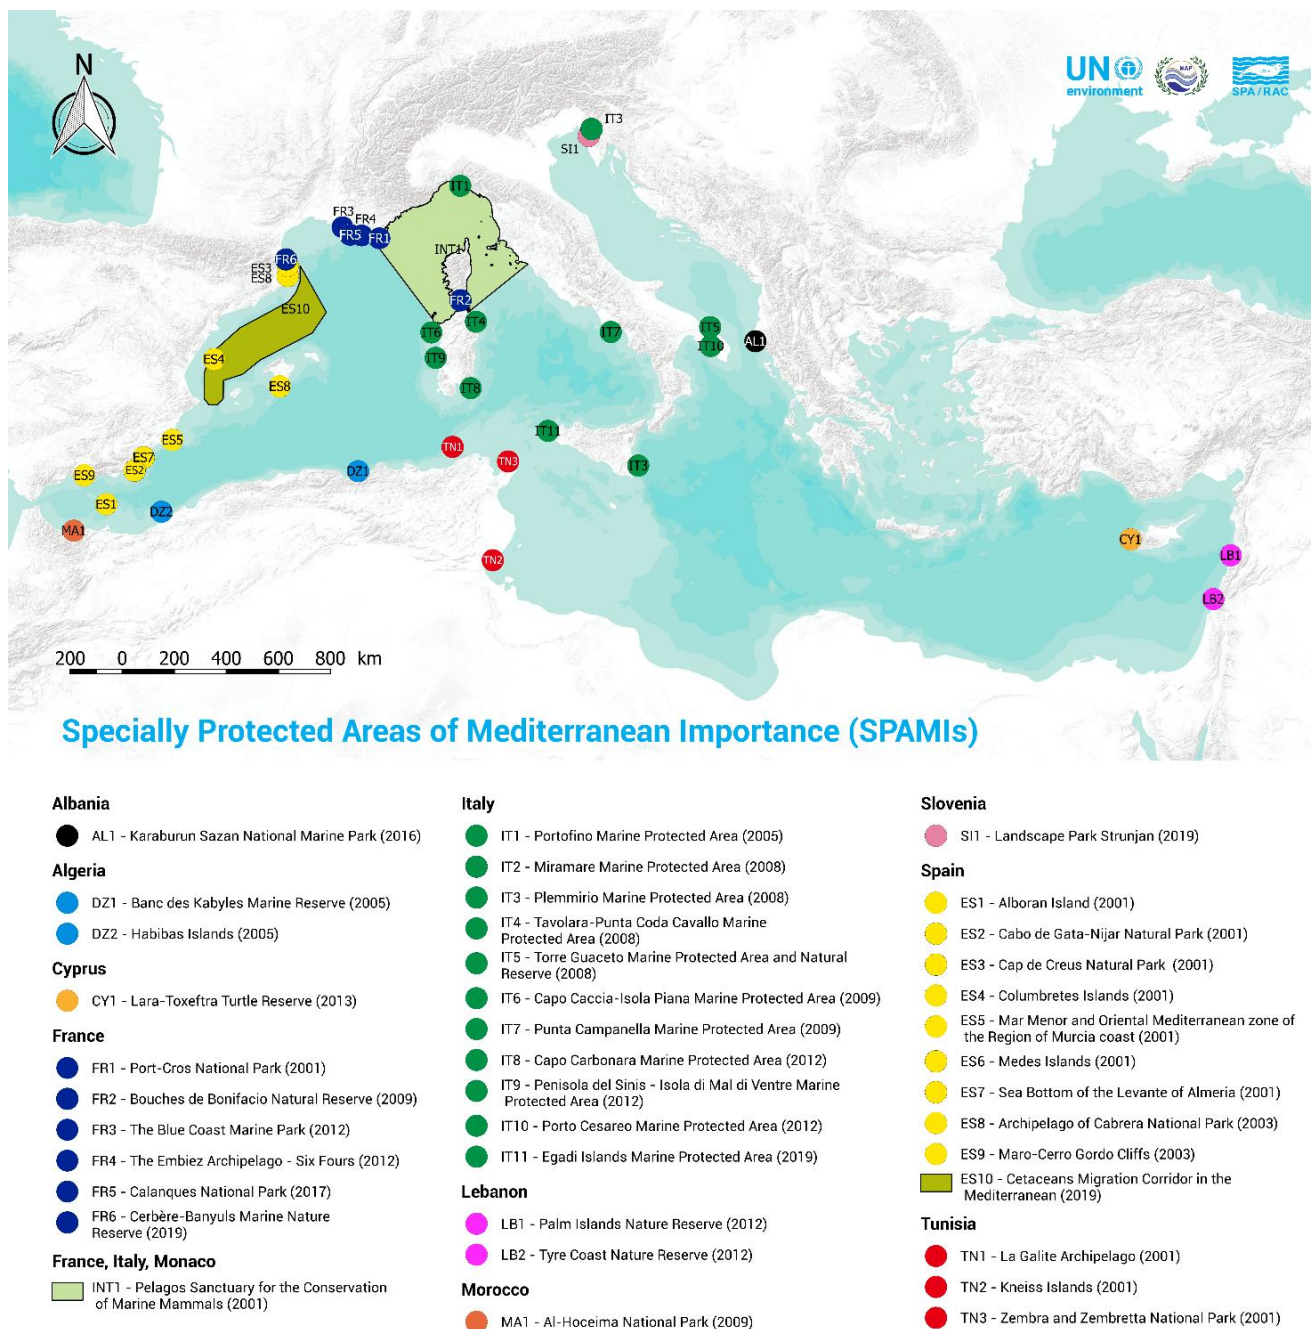 N
UN
environment
MAP
SPA/RAC
IT3
SI1
IT1
FR3
FR4
FR5
FR1
INT1
FR6
ES3
ES8
FR2
ES10
IT4
IT6
IT7
IT5
IT10
AL1
ES4
IT9
ES8
IT8
IT11
ES5
TN1
ES7
TN3
ES2
ES9
DZ1
IT3
ES1
DZ2
MA1
CY1
LB1
TN2
LB2
200 0 200 400 600 800 km
Specially Protected Areas of Mediterranean Importance (SPAMIs)
Albania
AL1 - Karaburun Sazan National Marine Park (2016)
Algeria
DZ1 - Banc des Kabyles Marine Reserve (2005)
DZ2 - Habibas Islands (2005)
Cyprus
CY1 - Lara-Toxeftra Turtle Reserve (2013)
France
FR1 - Port-Cros National Park (2001)
FR2 - Bouches de Bonifacio Natural Reserve (2009)
FR3 - The Blue Coast Marine Park (2012)
FR4 - The Embiez Archipelago - Six Fours (2012)
FR5 - Calanques National Park (2017)
FR6 - Cerbère-Banyuls Marine Nature
Reserve (2019)
France, Italy, Monaco
INT1 - Pelagos Sanctuary for the Conservation
of Marine Mammals (2001)
Italy
IT1 - Portofino Marine Protected Area (2005)
IT2 - Miramare Marine Protected Area (2008)
IT3 - Plemmirio Marine Protected Area (2008)
IT4 - Tavolara-Punta Coda Cavallo Marine
Protected Area (2008)
IT5 - Torre Guaceto Marine Protected Area and Natural
Reserve (2008)
IT6 - Capo Caccia-Isola Piana Marine Protected Area (2009)
IT7 - Punta Campanella Marine Protected Area (2009)
IT8 - Capo Carbonara Marine Protected Area (2012)
IT9 - Penisola del Sinis - Isola di Mal di Ventre Marine
Protected Area (2012)
IT10 - Porto Cesareo Marine Protected Area (2012)
IT11 - Egadi Islands Marine Protected Area (2019)
Lebanon
LB1 - Palm Islands Nature Reserve (2012)
LB2 - Tyre Coast Nature Reserve (2012)
Morocco
MA1 - Al-Hoceima National Park (2009)
Slovenia
SI1 - Landscape Park Strunjan (2019)
Spain
ES1 - Alboran Island (2001)
ES2 - Cabo de Gata-Nijar Natural Park (2001)
ES3 - Cap de Creus Natural Park (2001)
ES4 - Columbretes Islands (2001)
ES5 - Mar Menor and Oriental Mediterranean zone of
the Region of Murcia coast (2001)
ES6 - Medes Islands (2001)
ES7 - Sea Bottom of the Levante of Almeria (2001)
ES8 - Archipelago of Cabrera National Park (2003)
ES9 - Maro-Cerro Gordo Cliffs (2003)
ES10 - Cetaceans Migration Corridor in the
Mediterranean (2019)
Tunisia
TN1 - La Galite Archipelago (2001)
TN2 - Kneiss Islands (2001)
TN3 - Zembra and Zembretta National Park (2001)